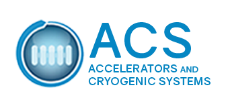 ACS
ACCELERATORS AND
CRYOGENIC SYSTEMS